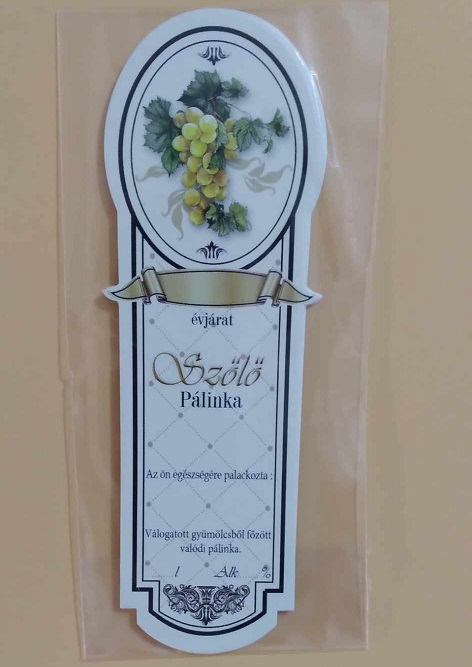 évjárat
Szőlő
Pálinka
Az ön egészségére palackozta :
Válogatott gyümölcsből főzött
valódi pálinka.
......l ......Alk......%